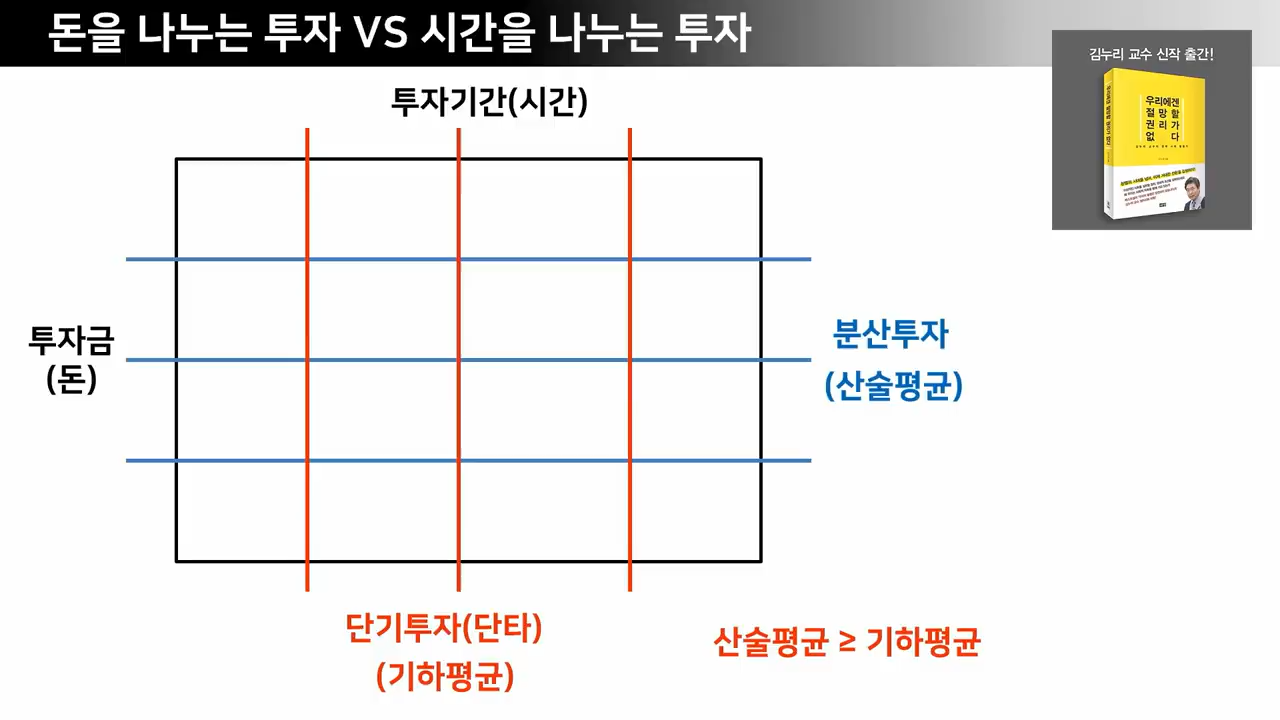 돈을 나누는 투자 VS 시간을 나누는 투자
김누리 교수 신작 출간!
우리에겐
절망할
권리가
없다
투자기간(시간)
투자금
(돈)
분산투자
(산술평균)
단기투자(단타)
(기하평균)
산술평균 ≥ 기하평균